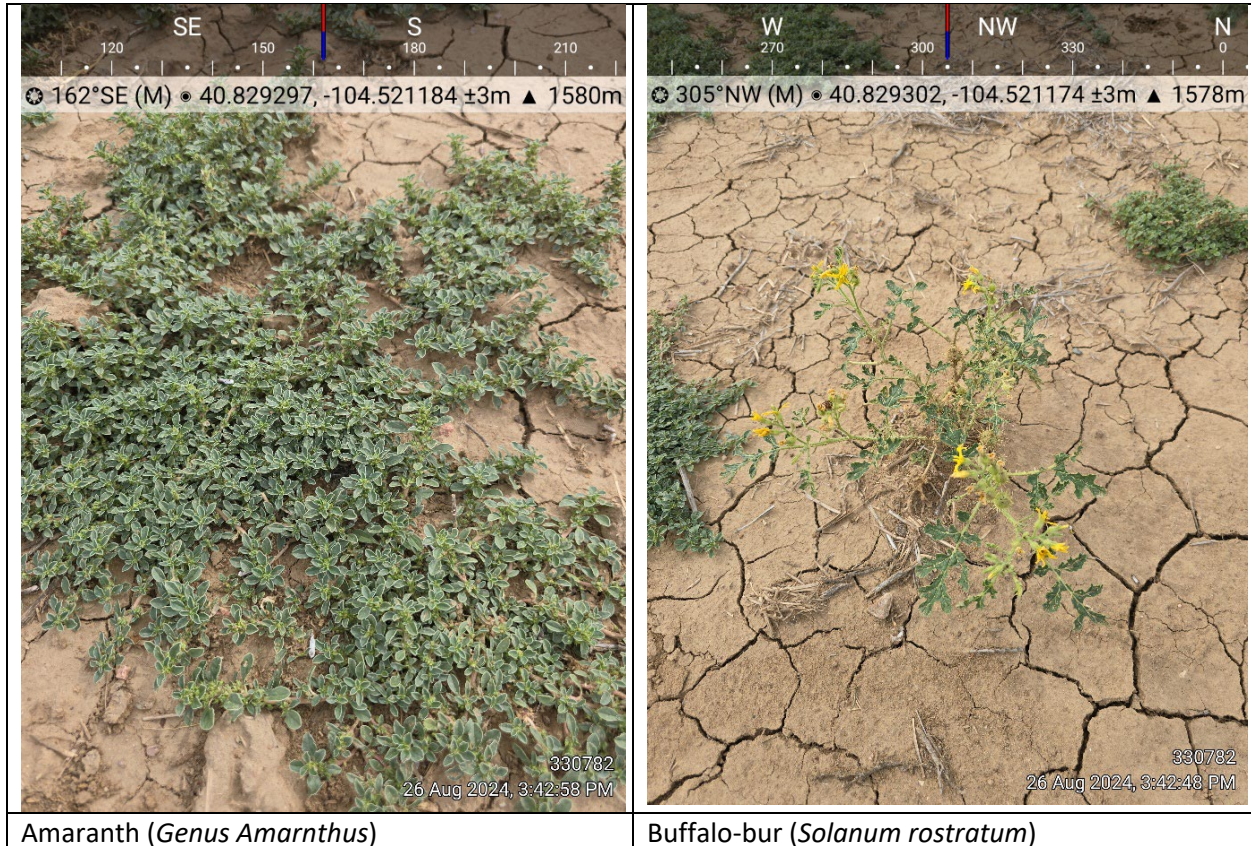 SE S
120 150 180 210
162°SE (M) 40.829297, -104.521184 ±3m ▲ 1580m
330782
26 Aug 2024, 3:42:58 PM
Amaranth (Genus Amarnthus)
W NW N
270 300 330 0
305°NW (M) 40.829302, -104.521174 ±3m ▲ 1578m
330782
26 Aug 2024, 3:42:48 PM
Buffalo-bur (Solanum rostratum)